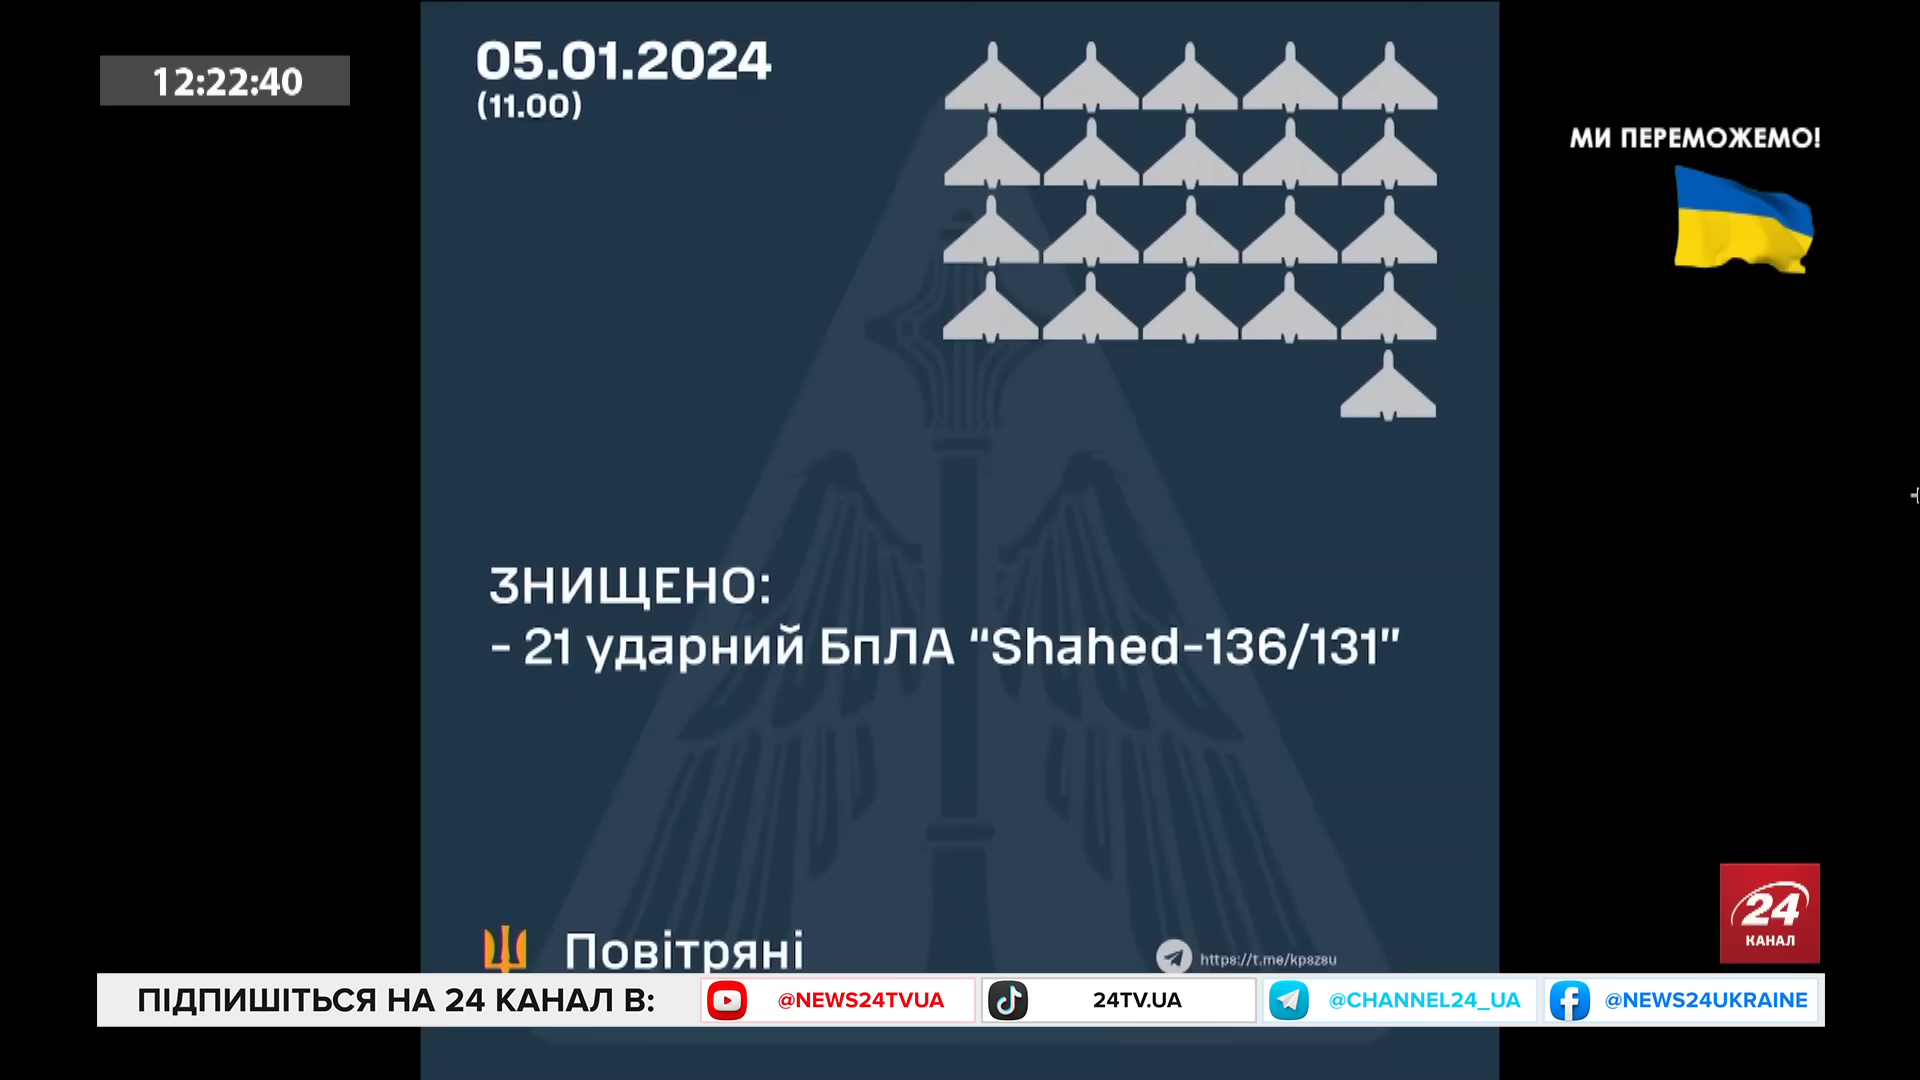 12:22:40
05.01.2024
(11.00)
МИ ПЕРЕМОЖЕМО!
ЗНИЩЕНО:
- 21 ударний БпЛА “Shahed-136/131”
24
КАНАЛ
Повітряні
https://t.me/kpszsu
ПІДПИШІТЬСЯ НА 24 КАНАЛ В:
@NEWS24TVUA
24TV.UA
@CHANNEL24_UA
@NEWS24UKRAINE